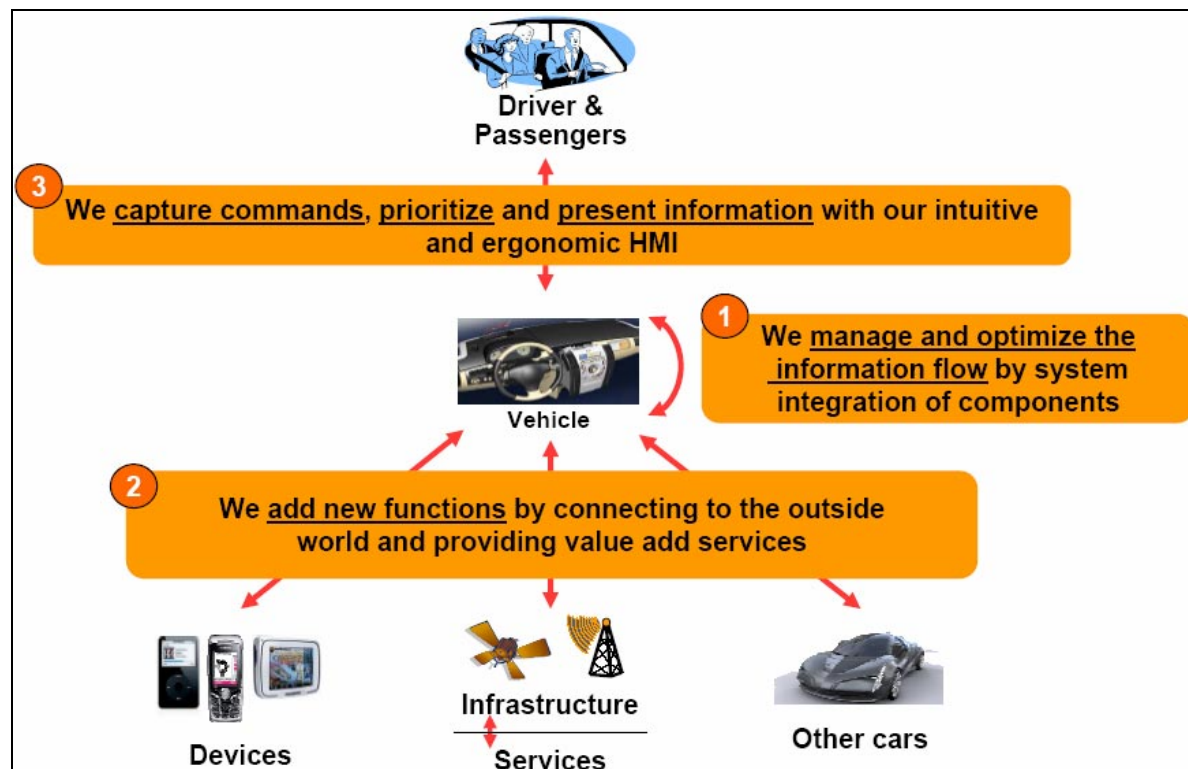 Driver &
Passengers
3
We capture commands, prioritize and present information with our intuitive
and ergonomic HMI
1
We manage and optimize the
information flow by system
integration of components
Vehicle
2
We add new functions by connecting to the outside
world and providing value add services
Devices
Infrastructure
Services
Other cars